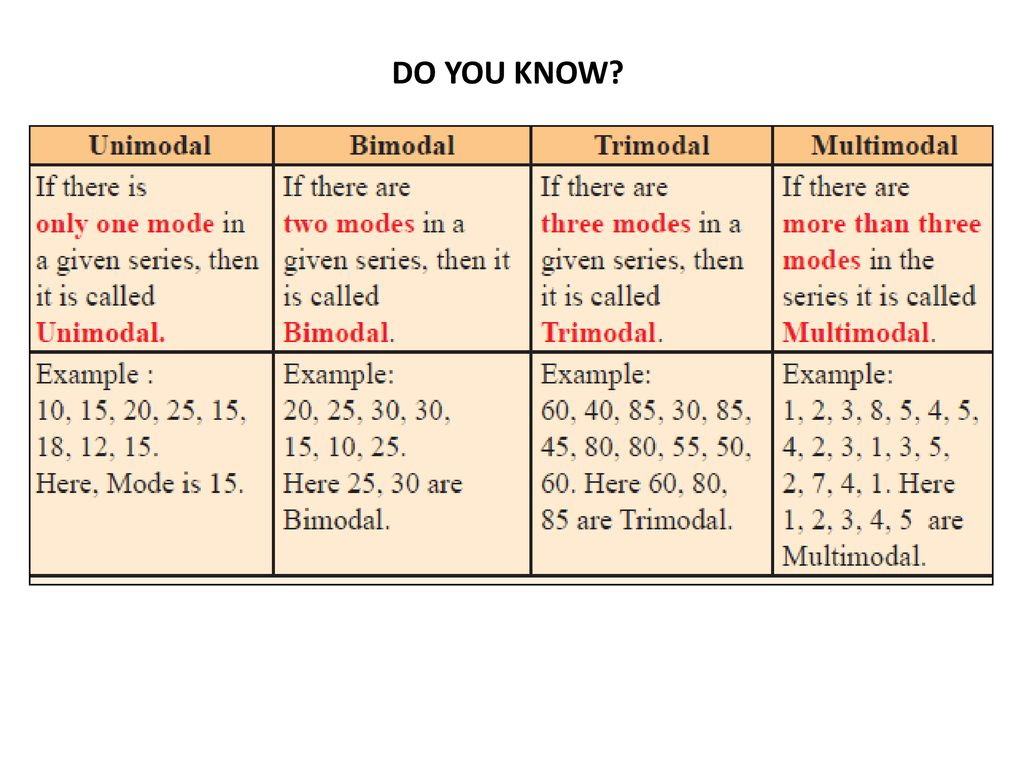 DO YOU KNOW?
Unimodal
Bimodal
Trimodal
Multimodal
If there is
only one mode in
a given series, then
it is called
Unimodal.
If there are
two modes in a
given series, then it
is called
Bimodal.
If there are
three modes in a
given series, then
it is called
Trimodal.
If there are
more than three
modes in the
series it is called
Multimodal.
Example :
10, 15, 20, 25, 15,
18, 12, 15.
Here, Mode is 15.
Example:
20, 25, 30, 30,
15, 10, 25.
Here 25, 30 are
Bimodal.
Example:
60, 40, 85, 30, 85,
45, 80, 80, 55, 50,
60. Here 60, 80,
85 are Trimodal.
Example:
1, 2, 3, 8, 5, 4, 5,
4, 2, 3, 1, 3, 5,
2, 7, 4, 1. Here
1, 2, 3, 4, 5 are
Multimodal.